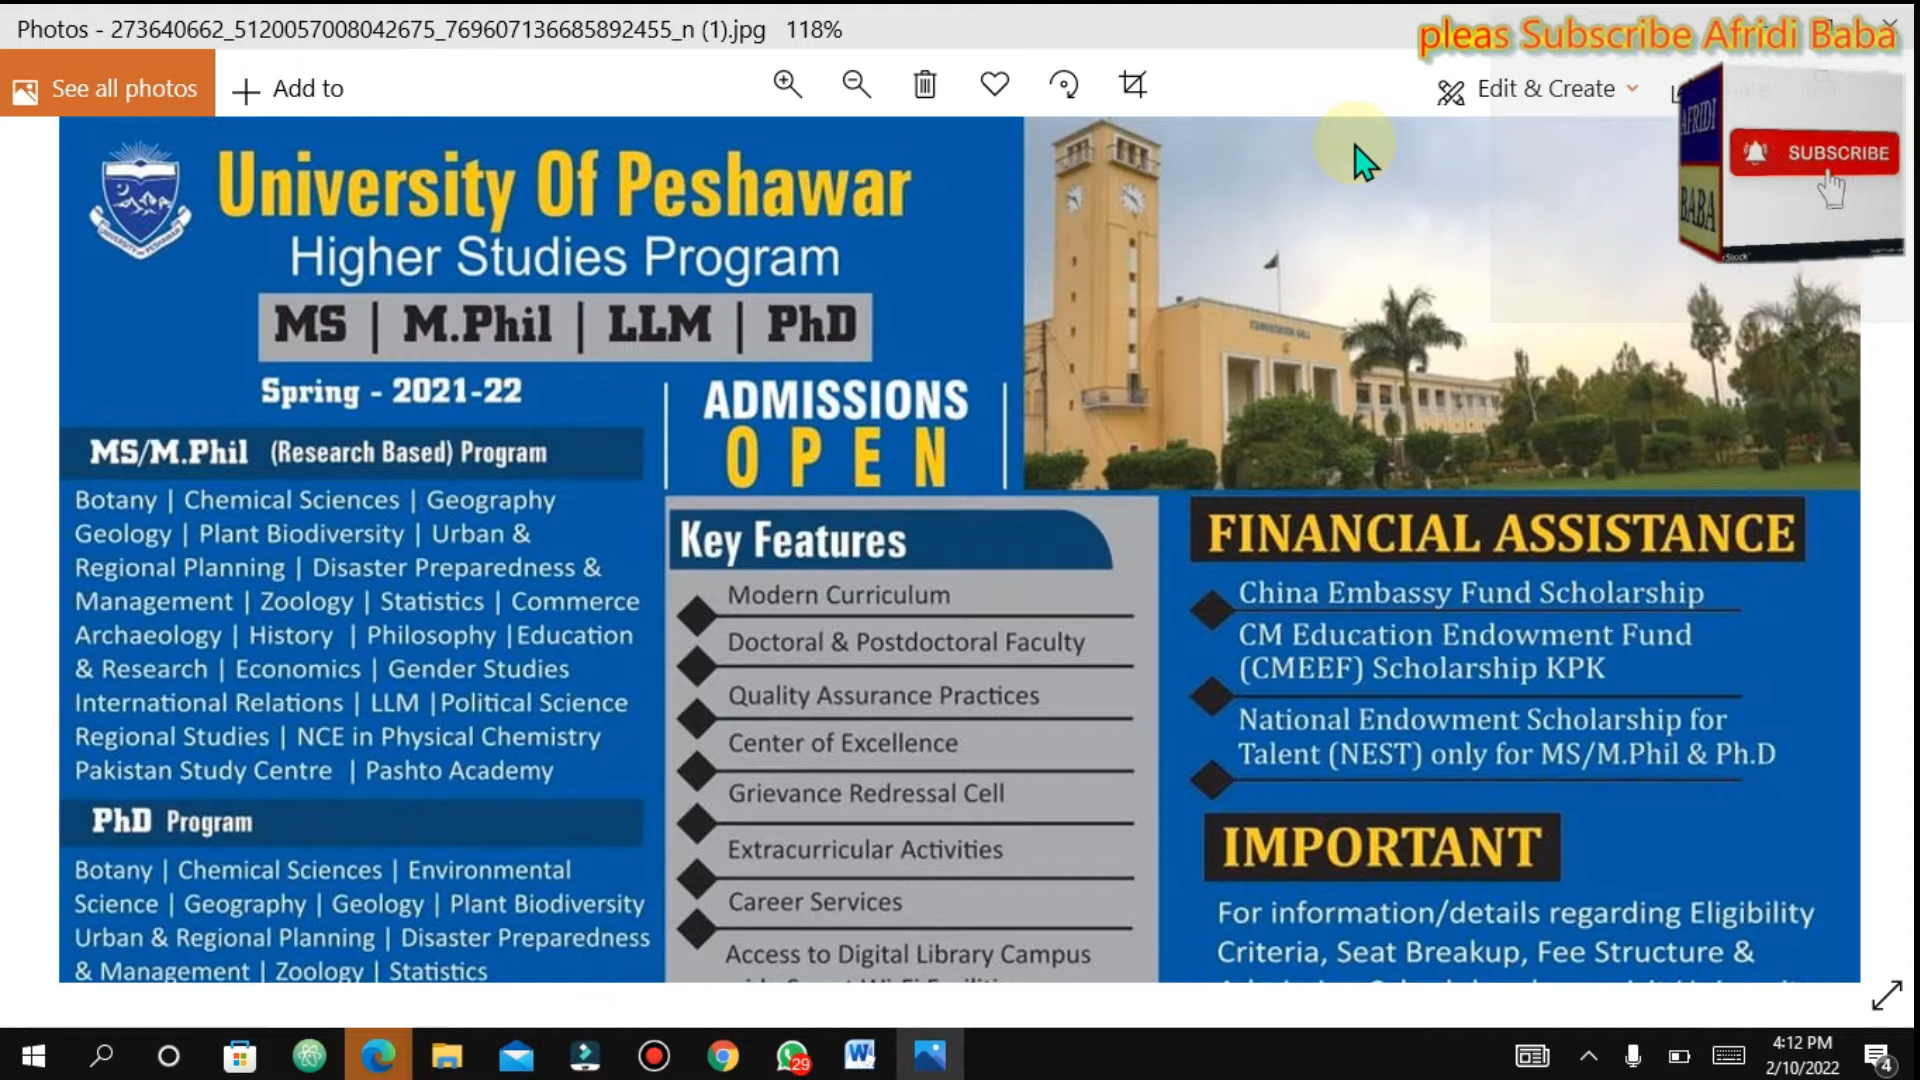 Photos - 273640662_5120057008042675_769607136685892455_n (1).jpg 118%
pleas Subscribe Afridi Baba
See all photos
Add to
Edit & Create
AFRIDI
BABA
SUBSCRIBE
University Of Peshawar
Higher Studies Program
MS | M.Phil | LLM | PhD
Spring - 2021-22
ADMISSIONS
OPEN
MS/M.Phil (Research Based) Program
Botany | Chemical Sciences | Geography
Geology | Plant Biodiversity | Urban &
Regional Planning | Disaster Preparedness &
Management | Zoology | Statistics | Commerce
Archaeology | History | Philosophy |Education
& Research | Economics | Gender Studies
International Relations | LLM |Political Science
Regional Studies | NCE in Physical Chemistry
Pakistan Study Centre | Pashto Academy
PhD Program
Botany | Chemical Sciences | Environmental
Science | Geography | Geology | Plant Biodiversity
Urban & Regional Planning | Disaster Preparedness
& Management | Zoology | Statistics
Key Features
Modern Curriculum
Doctoral & Postdoctoral Faculty
Quality Assurance Practices
Center of Excellence
Grievance Redressal Cell
Extracurricular Activities
Career Services
Access to Digital Library Campus
FINANCIAL ASSISTANCE
China Embassy Fund Scholarship
CM Education Endowment Fund
(CMEEF) Scholarship KPK
National Endowment Scholarship for
Talent (NEST) only for MS/M.Phil & Ph.D
IMPORTANT
For information/details regarding Eligibility
Criteria, Seat Breakup, Fee Structure &
29
4:12 PM
2/10/2022
4